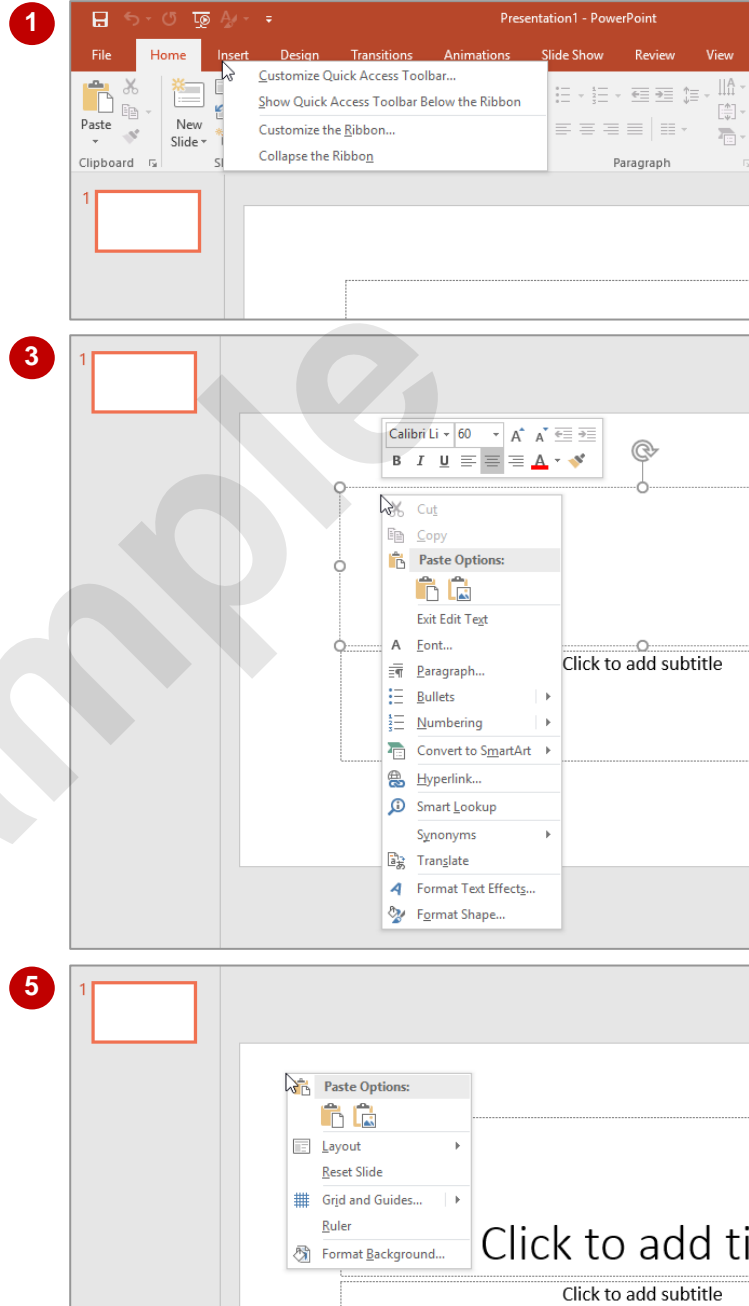 1
Presentation1 - PowerPoint
File Home Insert Design Transitions Animations Slide Show Review View
Customize Quick Access Toolbar...
Show Quick Access Toolbar Below the Ribbon
Customize the Ribbon...
Collapse the Ribbon
Paste
New
Slide
Clipboard
Paragraph
1
3
1
Calibri Li 60
B I U A
Cut
Copy
Paste Options:
Exit Edit Text
Font...
Paragraph...
Bullets
Numbering
Convert to SmartArt
Hyperlink...
Smart Lookup
Synonyms
Translate
Format Text Effects...
Format Shape...
Click to add subtitle
5
1
Paste Options:
Layout
Reset Slide
Grid and Guides...
Ruler
Format Background...
Click to add ti
Click to add subtitle
mple